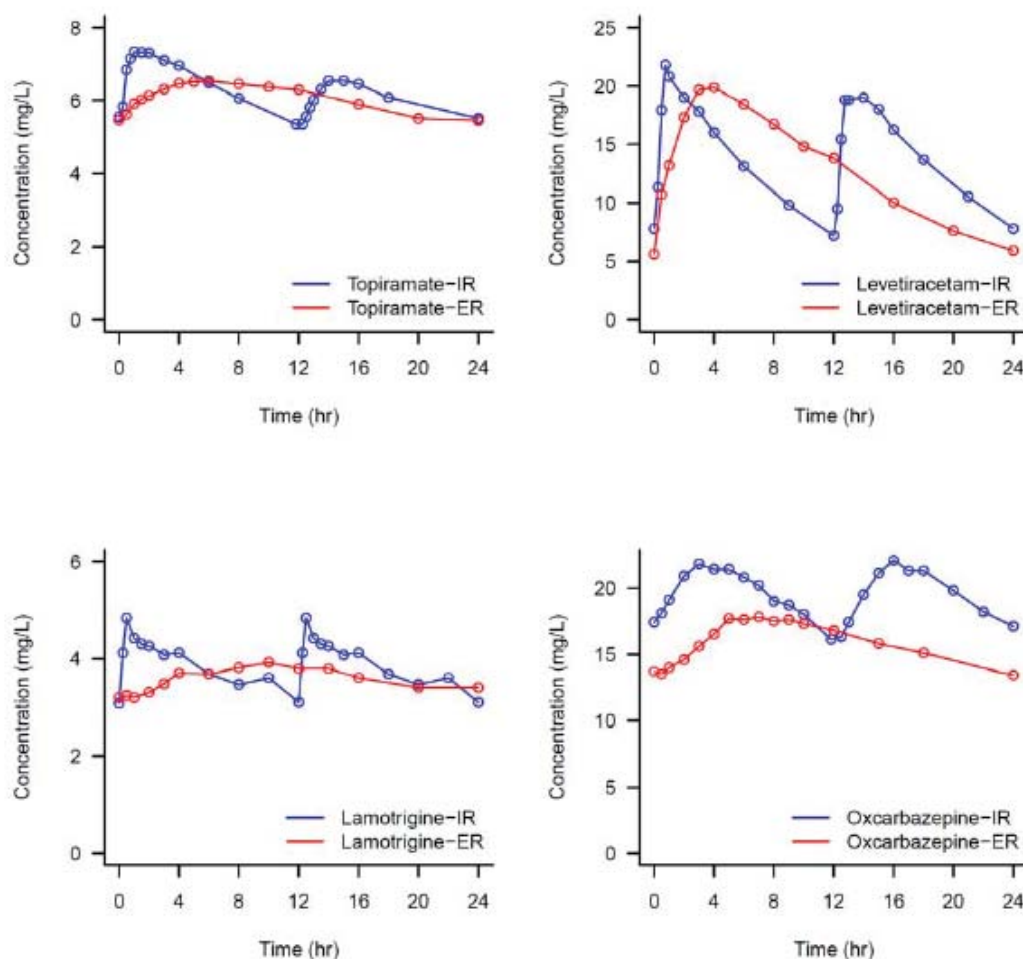 Concentration (mg/L)
8
6
4
2
0
Topiramate−IR
Topiramate−ER
0 4 8 12 16 20 24
Time (hr)
Concentration (mg/L)
25
20
15
10
5
0
Levetiracetam−IR
Levetiracetam−ER
0 4 8 12 16 20 24
Time (hr)
Concentration (mg/L)
6
4
2
0
Lamotrigine−IR
Lamotrigine−ER
0 4 8 12 16 20 24
Time (hr)
Concentration (mg/L)
20
15
10
5
0
Oxcarbazepine−IR
Oxcarbazepine−ER
0 4 8 12 16 20 24
Time (hr)